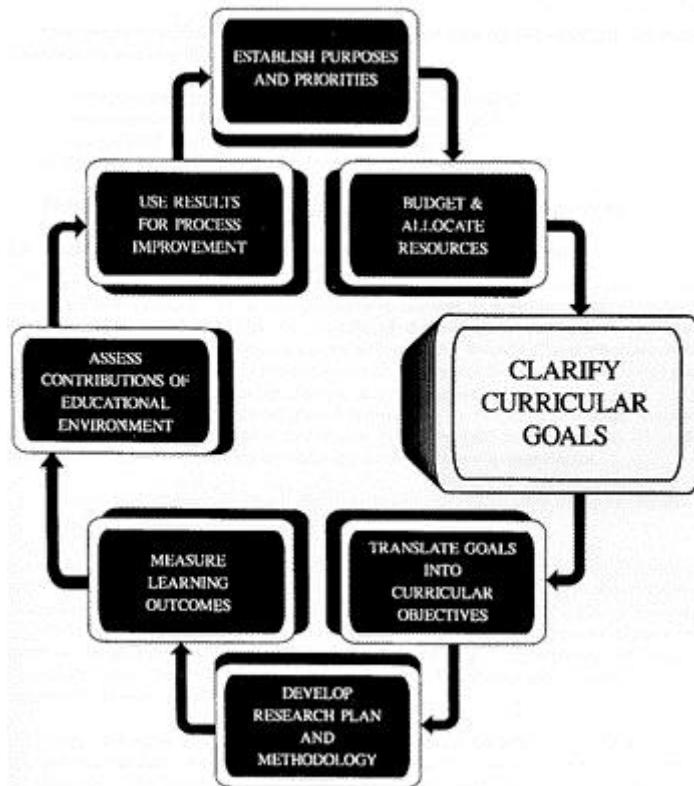 ESTABLISH PURPOSES
AND PRIORITIES
BUDGET &
ALLOCATE
RESOURCES
CLARIFY
CURRICULAR
GOALS
TRANSLATE GOALS
INTO
CURRICULAR
OBJECTIVES
DEVELOP
RESEARCH PLAN
AND
METHODOLOGY
MEASURE
LEARNING
OUTCOMES
ASSESS
CONTRIBUTIONS OF
EDUCATIONAL
ENVIRONMENT
USE RESULTS
FOR PROCESS
IMPROVEMENT